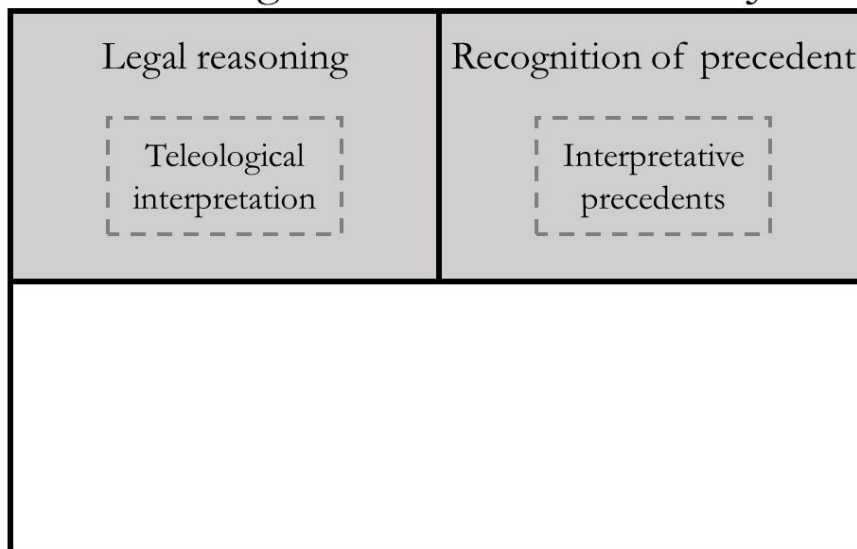 Legal reasoning
Recognition of precedent
Teleological
interpretation
Interpretative
precedents